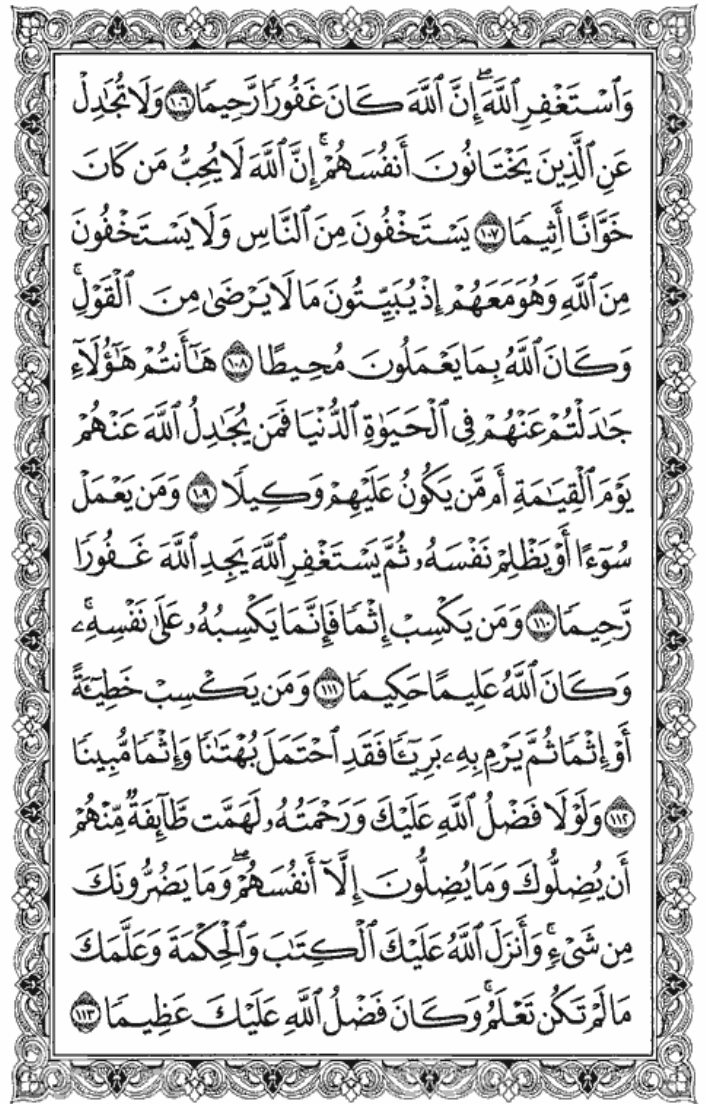 وَٱسْتَغْفِرِ ٱللَّهَۖ إِنَّ ٱللَّهَ كَانَ غَفُورًا رَّحِيمًا ١٠٦ وَلَا تُجَٰدِلْ
عَنِ ٱلَّذِينَ يَخْتَانُونَ أَنفُسَهُمْۚ إِنَّ ٱللَّهَ لَا يُحِبُّ مَن كَانَ
خَوَّانًا أَثِيمًا ١٠٧ يَسْتَخْفُونَ مِنَ ٱلنَّاسِ وَلَا يَسْتَخْفُونَ
مِنَ ٱللَّهِ وَهُوَ مَعَهُمْ إِذْ يُبَيِّتُونَ مَا لَا يَرْضَىٰ مِنَ ٱلْقَوْلِۚ
وَكَانَ ٱللَّهُ بِمَا يَعْمَلُونَ مُحِيطًا ١٠٨ هَٰٓأَنتُمْ هَٰٓؤُلَآءِ
جَٰدَلْتُمْ عَنْهُمْ فِى ٱلْحَيَوٰةِ ٱلدُّنْيَا فَمَن يُجَٰدِلُ ٱللَّهَ عَنْهُمْ
يَوْمَ ٱلْقِيَٰمَةِ أَم مَّن يَكُونُ عَلَيْهِمْ وَكِيلًا ١٠٩ وَمَن يَعْمَلْ
سُوٓءًا أَوْ يَظْلِمْ نَفْسَهُۥ ثُمَّ يَسْتَغْفِرِ ٱللَّهَ يَجِدِ ٱللَّهَ غَفُورًا
رَّحِيمًا ١١٠ وَمَن يَكْسِبْ إِثْمًا فَإِنَّمَا يَكْسِبُهُۥ عَلَىٰ نَفْسِهِۦۚ
وَكَانَ ٱللَّهُ عَلِيمًا حَكِيمًا ١١١ وَمَن يَكْسِبْ خَطِيٓـَٔةً
أَوْ إِثْمًا ثُمَّ يَرْمِ بِهِۦ بَرِيٓـًٔا فَقَدِ ٱحْتَمَلَ بُهْتَٰنًا وَإِثْمًا مُّبِينًا
١١٢ وَلَوْلَا فَضْلُ ٱللَّهِ عَلَيْكَ وَرَحْمَتُهُۥ لَهَمَّت طَّآئِفَةٌ مِّنْهُمْ
أَن يُضِلُّوكَ وَمَا يُضِلُّونَ إِلَّآ أَنفُسَهُمْۖ وَمَا يَضُرُّونَكَ
مِن شَىْءٍۚ وَأَنزَلَ ٱللَّهُ عَلَيْكَ ٱلْكِتَٰبَ وَٱلْحِكْمَةَ وَعَلَّمَكَ
مَا لَمْ تَكُن تَعْلَمُۚ وَكَانَ فَضْلُ ٱللَّهِ عَلَيْكَ عَظِيمًا ١١٣